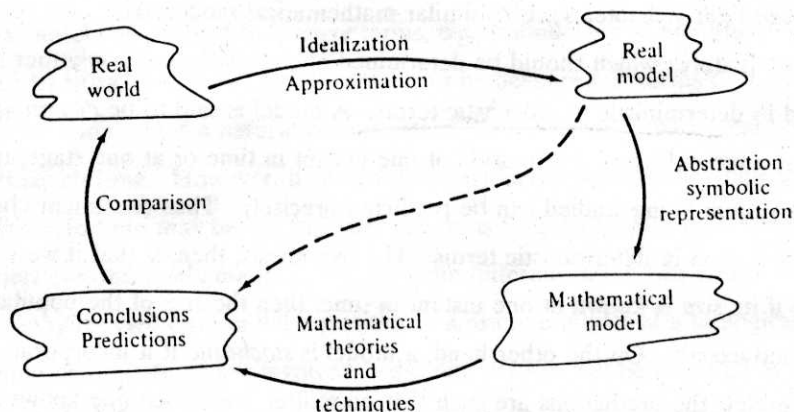 Real
world
Idealization
Approximation
Real
model
Abstraction
symbolic
representation
Comparison
Conclusions
Predictions
Mathematical
theories
and
techniques
Mathematical
model